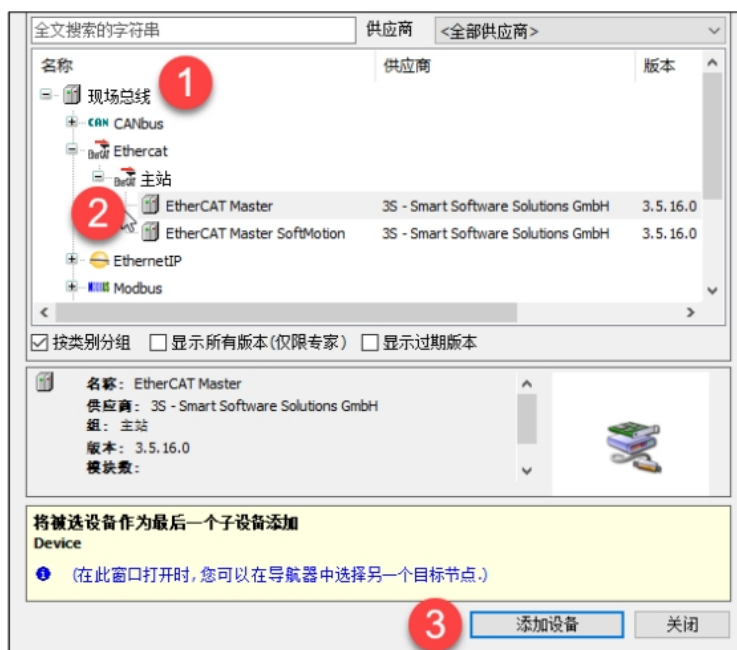 全文搜索的字符串 供应商 <全部供应商>
名称 供应商 版本
现场总线 1
CAN CANbus
EtherCAT Ethercat
EtherCAT 主站
2 EtherCAT Master 3S - Smart Software Solutions GmbH 3.5.16.0
EtherCAT Master SoftMotion 3S - Smart Software Solutions GmbH 3.5.16.0
EthernetIP
Modbus
按类别分组 显示所有版本(仅限专家) 显示过期版本
名称: EtherCAT Master
供应商: 3S - Smart Software Solutions GmbH
组: 主站
版本: 3.5.16.0
模块数:
将被选设备作为最后一个子设备添加
Device
(在此窗口打开时,您可以在导航器中选择另一个目标节点.)
3 添加设备 关闭